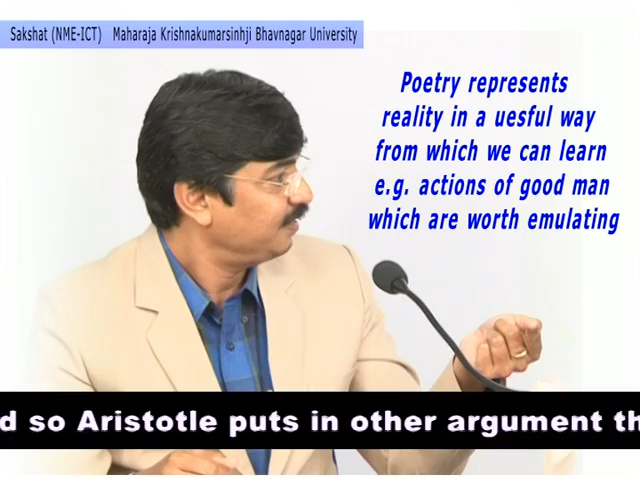 Sakshat (NME-ICT) Maharaja Krishnakumarsinhji Bhavnagar University
Poetry represents
reality in a uesful way
from which we can learn
e.g. actions of good man
which are worth emulating
so Aristotle puts in other argument